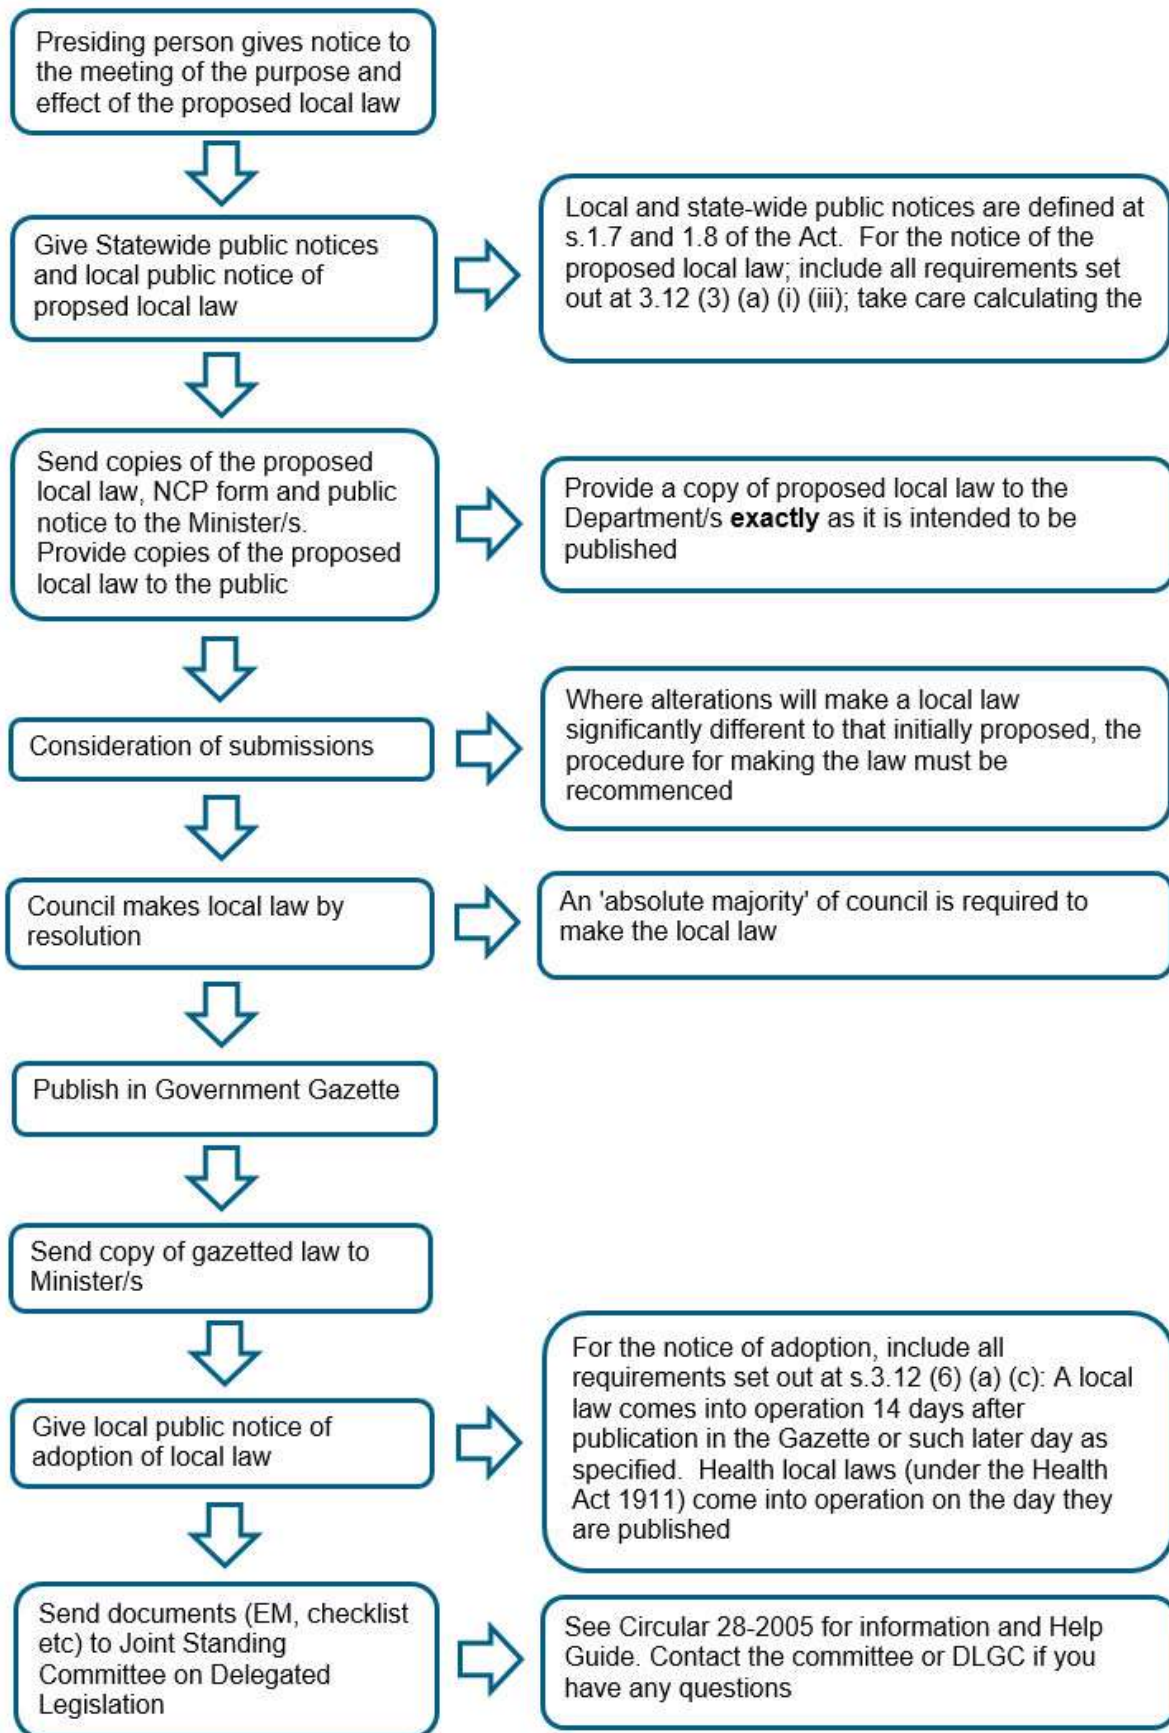 Presiding person gives notice to
the meeting of the purpose and
effect of the proposed local law
Give Statewide public notices
and local public notice of
propsed local law
Local and state-wide public notices are defined at
s.1.7 and 1.8 of the Act.  For the notice of the
proposed local law; include all requirements set
out at 3.12 (3) (a) (i) (iii); take care calculating the
Send copies of the proposed
local law, NCP form and public
notice to the Minister/s.
Provide copies of the proposed
local law to the public
Provide a copy of proposed local law to the
Department/s exactly as it is intended to be
published
Consideration of submissions
Where alterations will make a local law
significantly different to that initially proposed, the
procedure for making the law must be
recommenced
Council makes local law by
resolution
An 'absolute majority' of council is required to
make the local law
Publish in Government Gazette
Send copy of gazetted law to
Minister/s
Give local public notice of
adoption of local law
For the notice of adoption, include all
requirements set out at s.3.12 (6) (a) (c): A local
law comes into operation 14 days after
publication in the Gazette or such later day as
specified.  Health local laws (under the Health
Act 1911) come into operation on the day they
are published
Send documents (EM, checklist
etc) to Joint Standing
Committee on Delegated
Legislation
See Circular 28-2005 for information and Help
Guide. Contact the committee or DLGC if you
have any questions